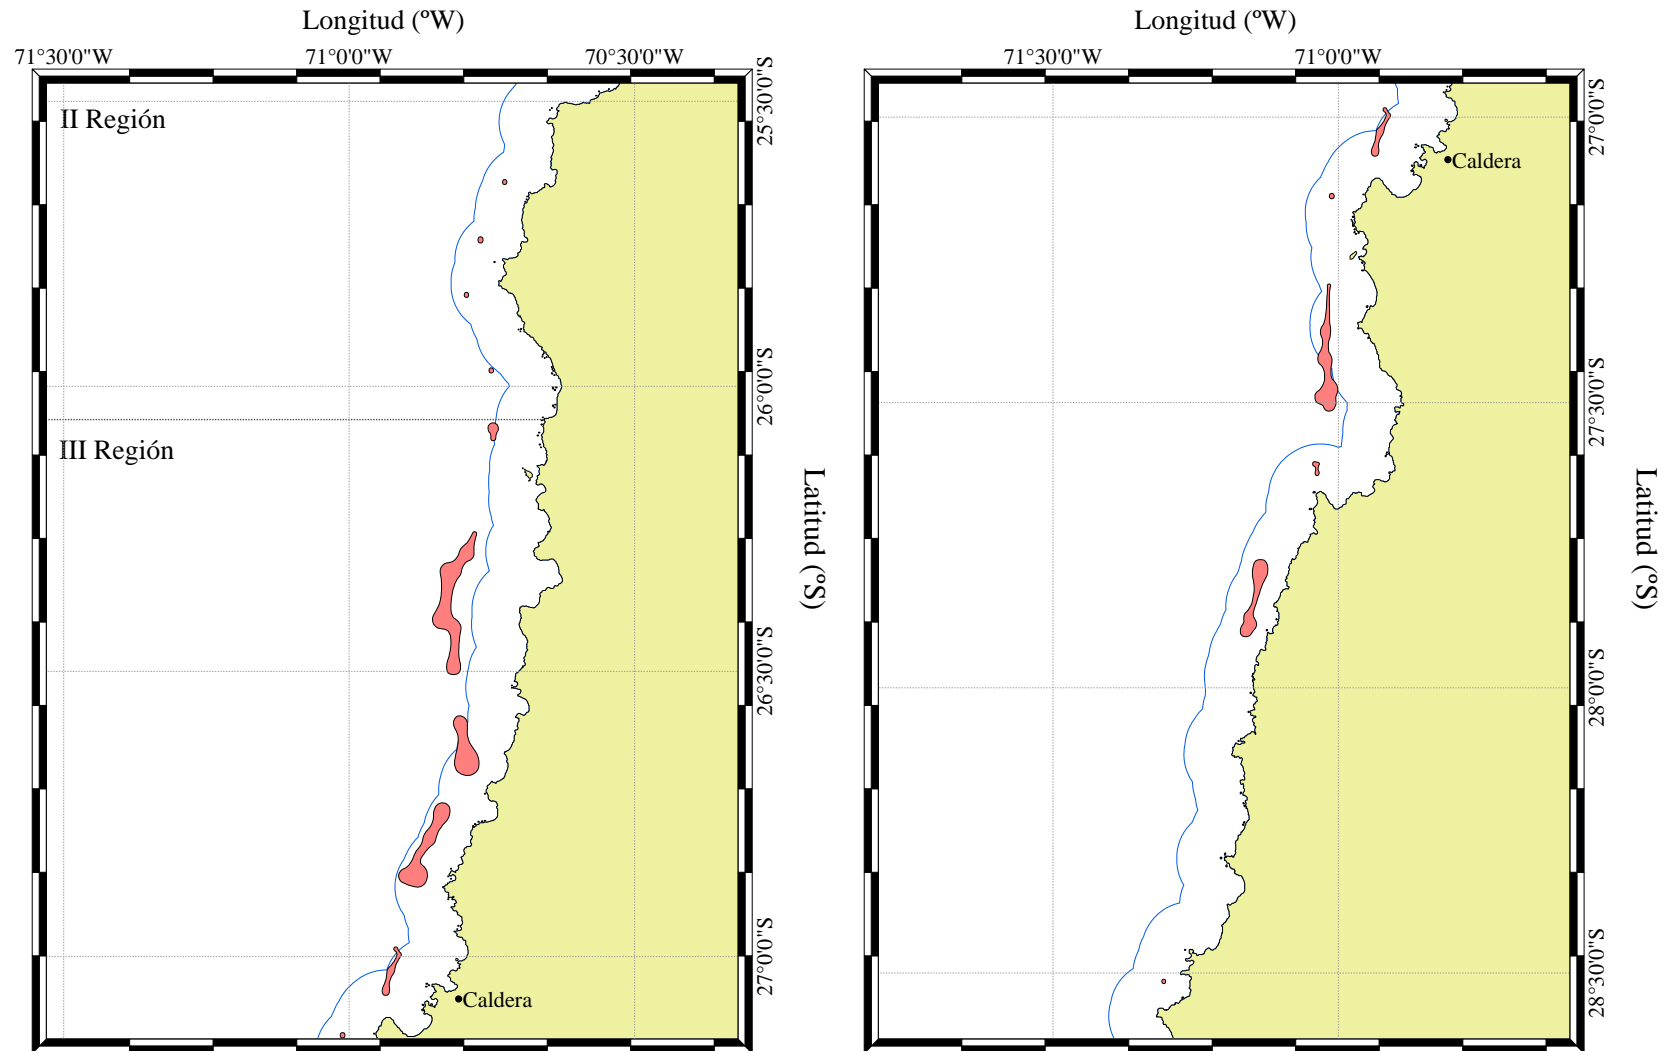 Longitud (ºW)
71°30'0"W
71°0'0"W
70°30'0"W
25°30'0"S
II Región
26°0'0"S
III Región
Latitud (ºS)
26°30'0"S
27°0'0"S
Caldera
Longitud (ºW)
71°30'0"W
71°0'0"W
27°0'0"S
Caldera
27°30'0"S
Latitud (ºS)
28°0'0"S
28°30'0"S